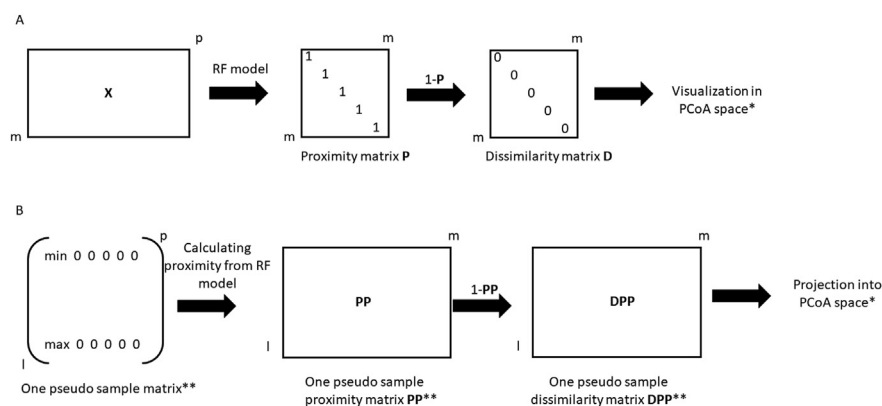 A
p
m
RF model
1-P
X
1
1
1
1
1
0
0
0
0
0
Visualization in
PCoA space*
m
m
m
Proximity matrix P
Dissimilarity matrix D
B
p
m
m
min 0 0 0 0 0
Calculating
proximity from RF
model
PP
1-PP
DPP
Projection into
PCoA space*
max 0 0 0 0 0
l
l
l
One pseudo sample matrix**
One pseudo sample
proximity matrix PP**
One pseudo sample
dissimilarity matrix DPP**